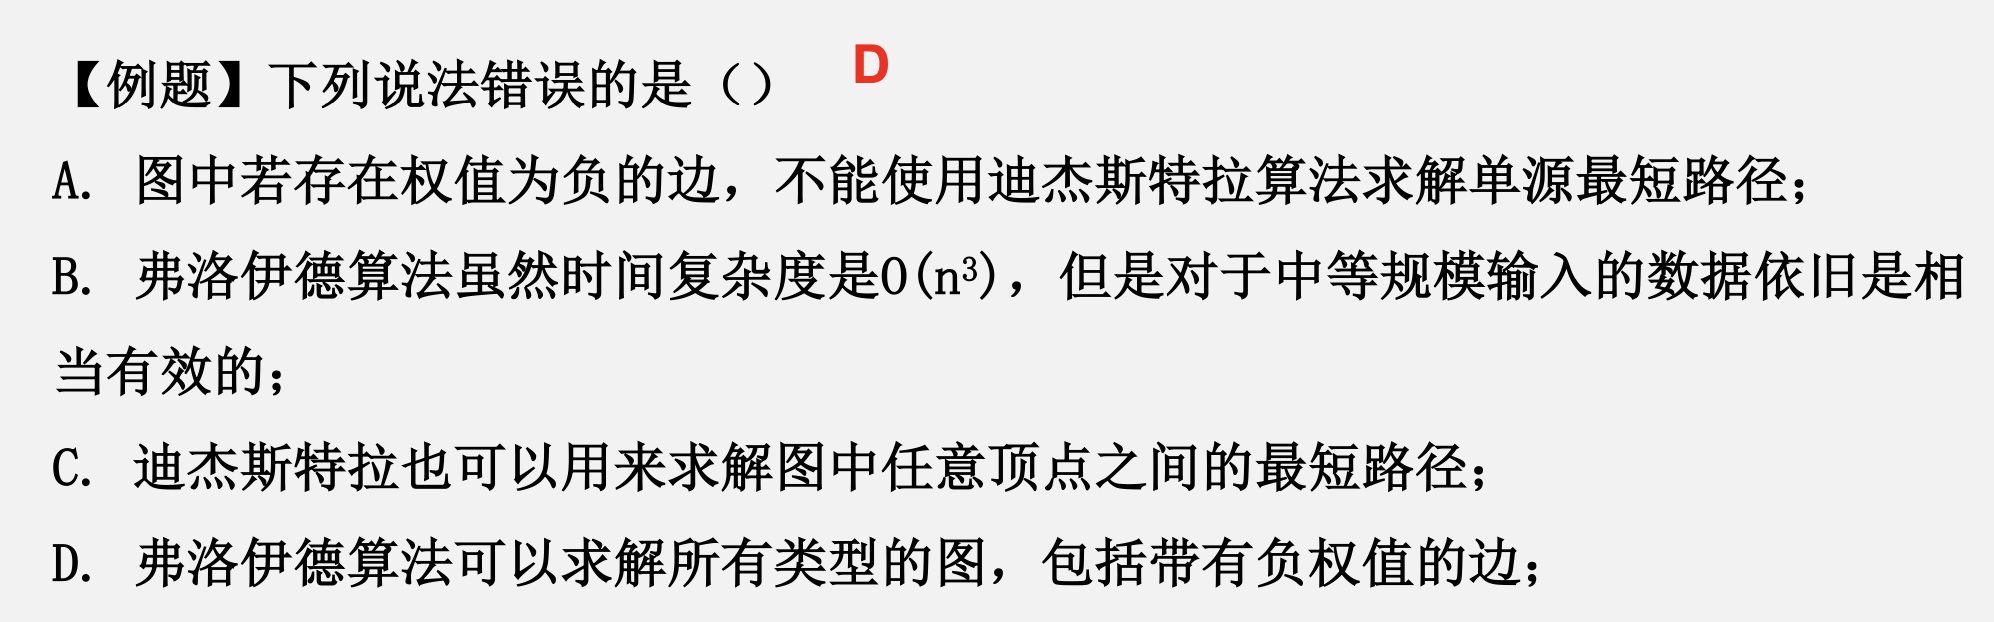 【例题】下列说法错误的是（） D
A. 图中若存在权值为负的边，不能使用迪杰斯特拉算法求解单源最短路径；
B. 弗洛伊德算法虽然时间复杂度是O(n³)，但是对于中等规模输入的数据依旧是相
当有效的；
C. 迪杰斯特拉也可以用来求解图中任意顶点之间的最短路径；
D. 弗洛伊德算法可以求解所有类型的图，包括带有负权值的边；